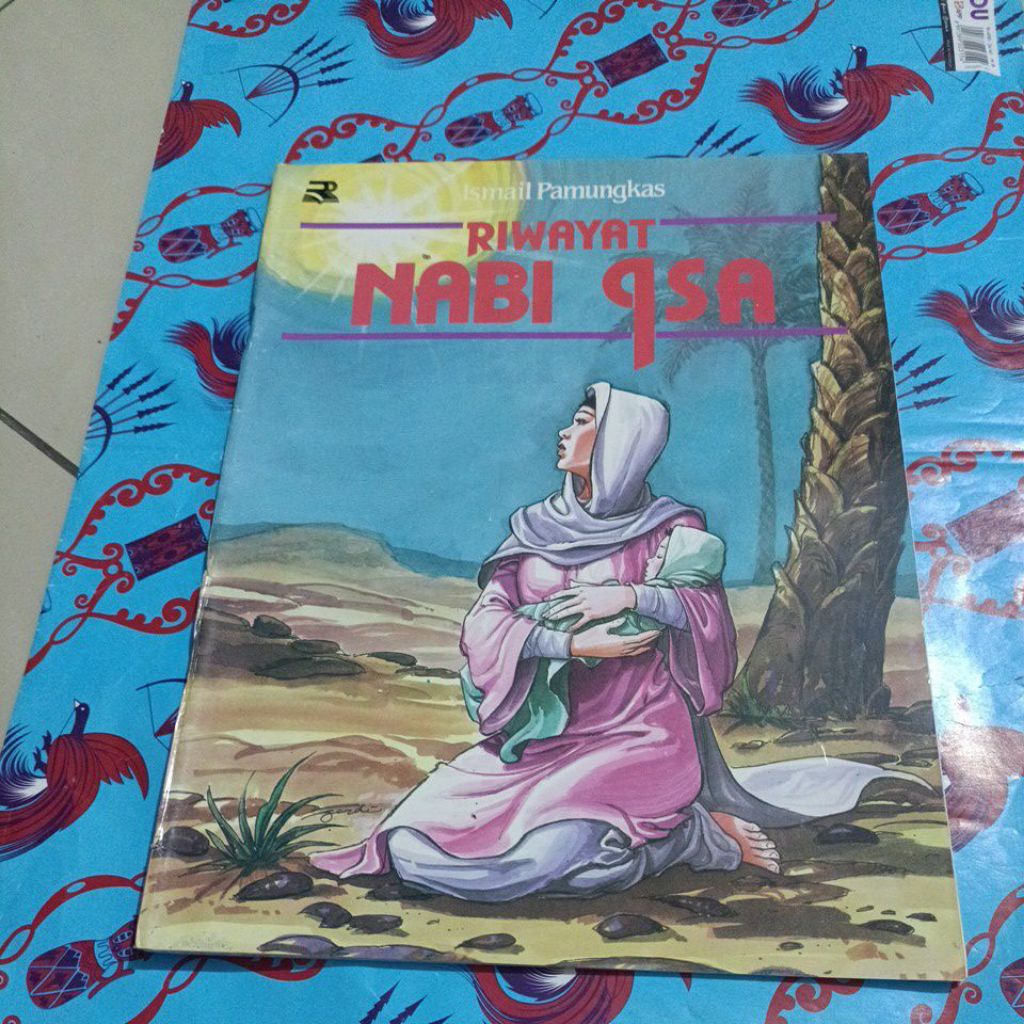 Ismail Pamungkas
RIWAYAT
NABI ISA